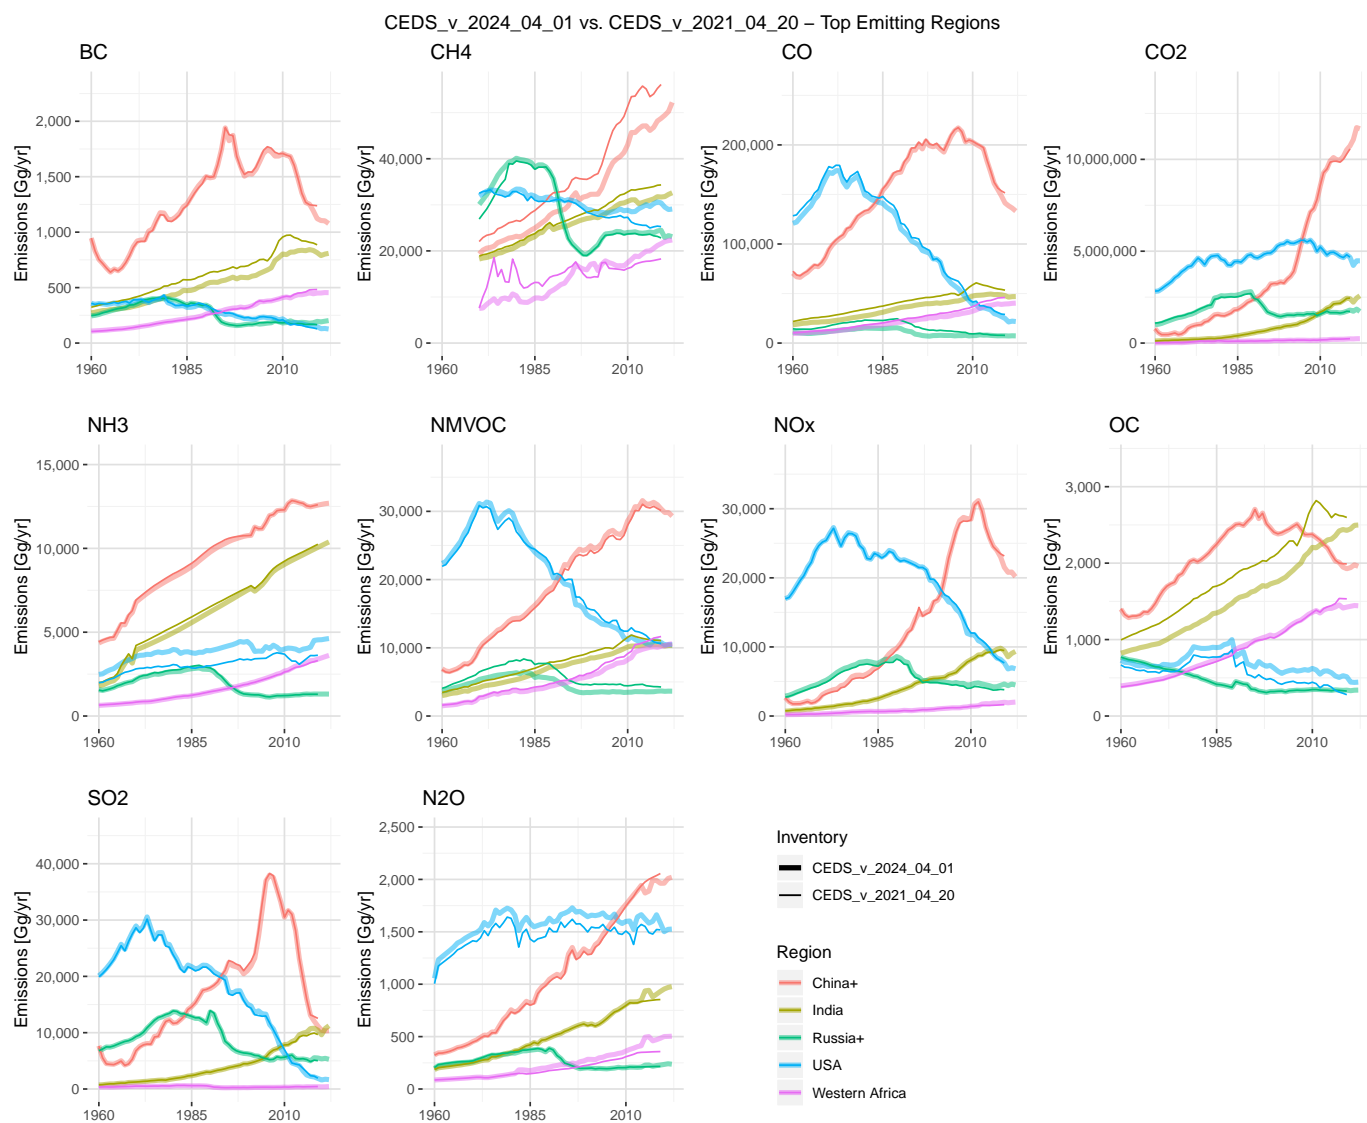 CEDS_v_2024_04_01 vs. CEDS_v_2021_04_20 – Top Emitting Regions
BC
Emissions [Gg/yr]
2,000
1,500
1,000
500
0
1960
1985
2010
CH4
Emissions [Gg/yr]
40,000
20,000
0
1960
1985
2010
CO
Emissions [Gg/yr]
200,000
100,000
0
1960
1985
2010
CO2
Emissions [Gg/yr]
10,000,000
5,000,000
0
1960
1985
2010
NH3
Emissions [Gg/yr]
15,000
10,000
5,000
0
1960
1985
2010
NMVOC
Emissions [Gg/yr]
30,000
20,000
10,000
0
1960
1985
2010
NOx
Emissions [Gg/yr]
30,000
20,000
10,000
0
1960
1985
2010
OC
Emissions [Gg/yr]
3,000
2,000
1,000
0
1960
1985
2010
SO2
Emissions [Gg/yr]
40,000
30,000
20,000
10,000
0
1960
1985
2010
N2O
Emissions [Gg/yr]
2,500
2,000
1,500
1,000
500
0
1960
1985
2010
Inventory
CEDS_v_2024_04_01
CEDS_v_2021_04_20
Region
China+
India
Russia+
USA
Western Africa